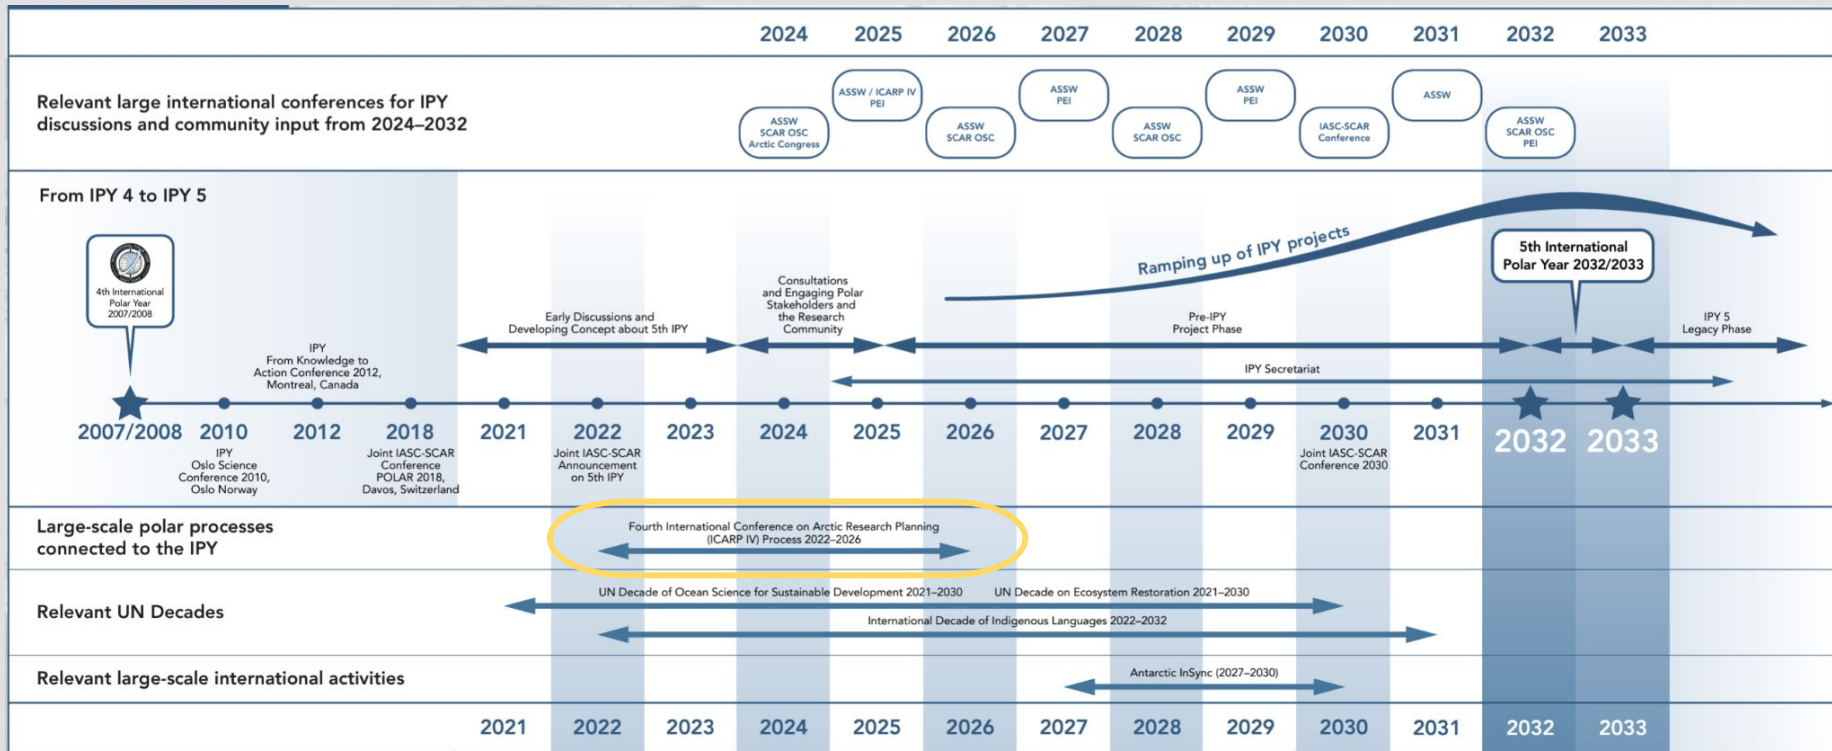 2024 2025 2026 2027 2028 2029 2030 2031 2032 2033
Relevant large international conferences for IPY
discussions and community input from 2024–2032
ASSW
SCAR OSC
Arctic Congress
ASSW / ICARP IV
PEI
ASSW
SCAR OSC
ASSW
PEI
ASSW
SCAR OSC
ASSW
PEI
IASC-SCAR
Conference
ASSW
ASSW
SCAR OSC
PEI
From IPY 4 to IPY 5
4th International
Polar Year
2007/2008
IPY
From Knowledge to
Action Conference 2012,
Montreal, Canada
Early Discussions and
Developing Concept about 5th IPY
Consultations
and Engaging Polar
Stakeholders and
the Research
Community
Ramping up of IPY projects
Pre-IPY
Project Phase
5th International
Polar Year 2032/2033
IPY 5
Legacy Phase
IPY Secretariat
2007/2008 2010 2012 2018 2021 2022 2023 2024 2025 2026 2027 2028 2029 2030 2031 2032 2033
IPY
Oslo Science
Conference 2010,
Oslo Norway
Joint IASC-SCAR
Conference
POLAR 2018,
Davos, Switzerland
Joint IASC-SCAR
Announcement
on 5th IPY
Joint IASC-SCAR
Conference 2030
Large-scale polar processes
connected to the IPY
Fourth International Conference on Arctic Research Planning
(ICARP IV) Process 2022–2026
Relevant UN Decades
UN Decade of Ocean Science for Sustainable Development 2021–2030 UN Decade on Ecosystem Restoration 2021–2030
International Decade of Indigenous Languages 2022–2032
Relevant large-scale international activities
Antarctic InSync (2027–2030)
2021 2022 2023 2024 2025 2026 2027 2028 2029 2030 2031 2032 2033